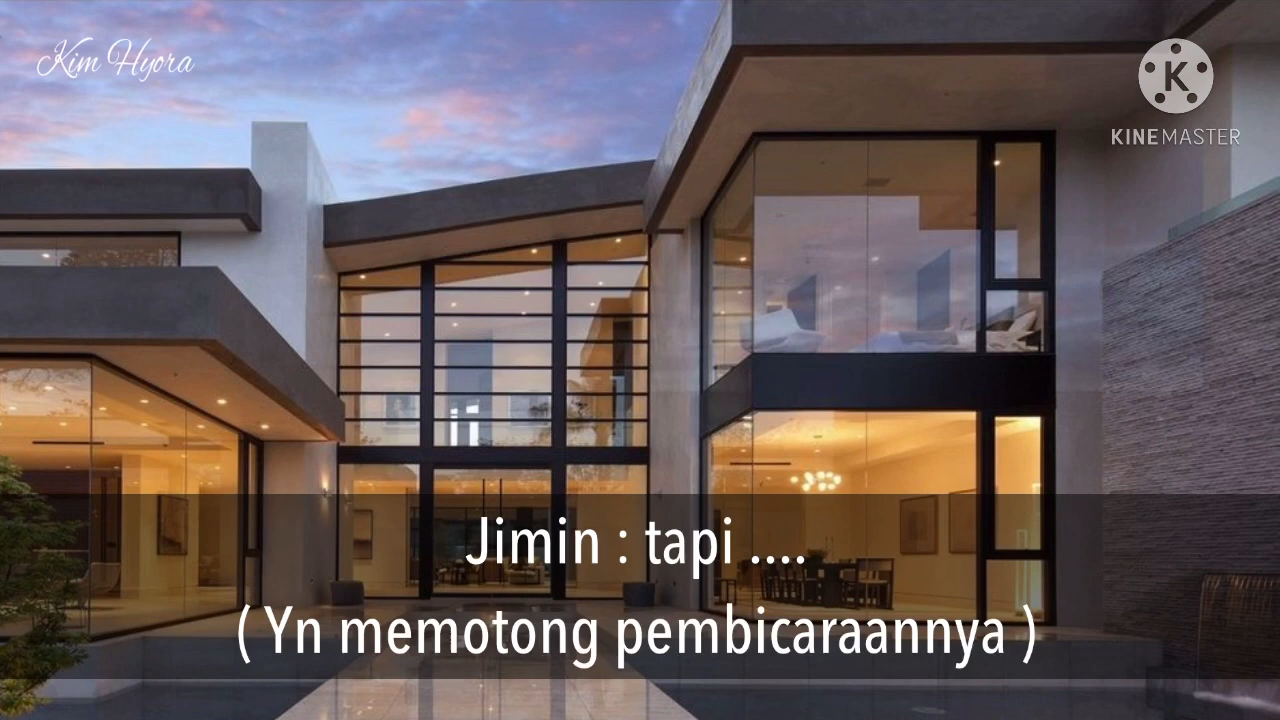 Kim Hyora
K
KINEMASTER
Jimin : tapi ....
( Yn memotong pembicaraannya )